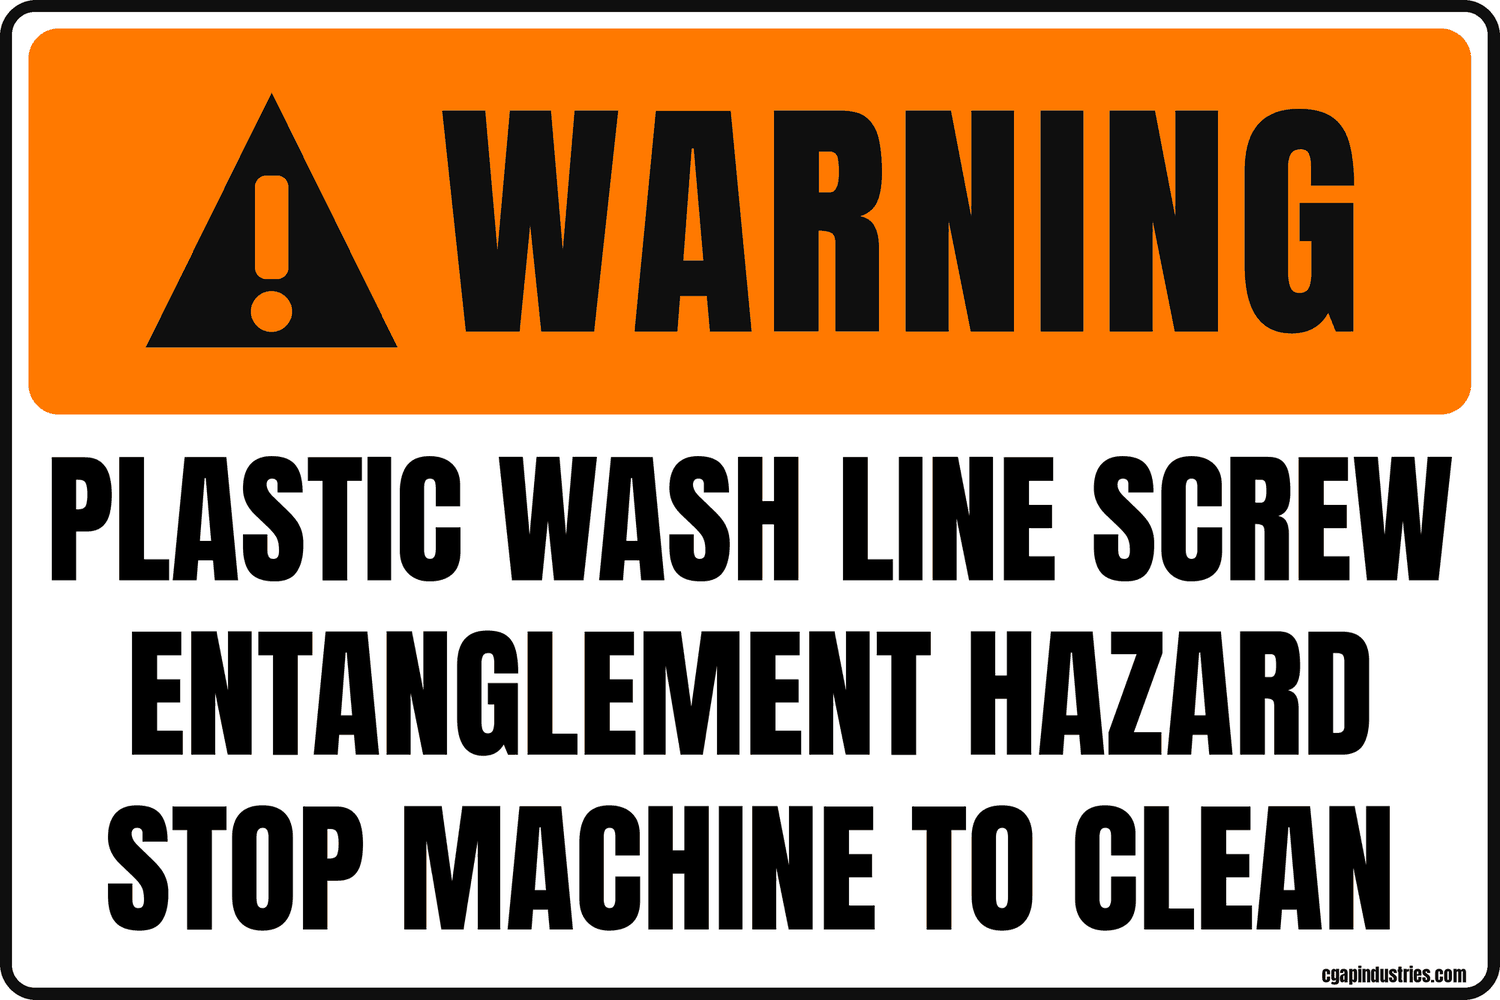 WARNING
PLASTIC WASH LINE SCREW
ENTANGLEMENT HAZARD
STOP MACHINE TO CLEAN
cgapindustries.com